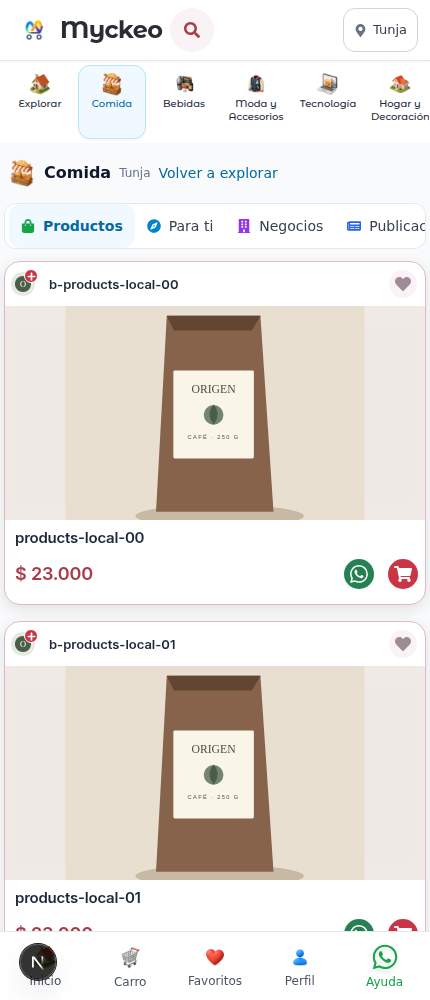 Myckeo
Tunja
Explorar
Comida
Bebidas
Moda y
Accesorios
Tecnología
Hogar y
Decoración
Comida Tunja Volver a explorar
Productos
Para ti
Negocios
Publicac
b-products-local-00
ORIGEN
CAFÉ · 250 G
products-local-00
$ 23.000
b-products-local-01
ORIGEN
CAFÉ · 250 G
products-local-01
$ 23.000
N
Inicio
Carro
Favoritos
Perfil
Ayuda